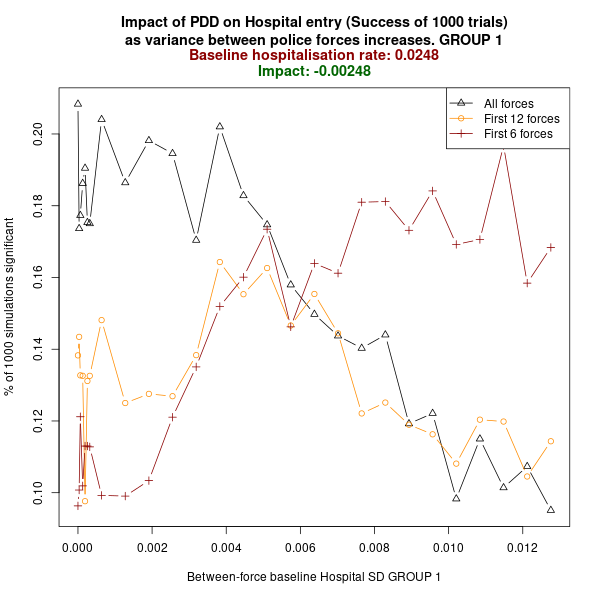 Impact of PDD on Hospital entry (Success of 1000 trials)
as variance between police forces increases. GROUP 1
Baseline hospitalisation rate: 0.0248
Impact: -0.00248
All forces
First 12 forces
First 6 forces
% of 1000 simulations significant
0.20
0.18
0.16
0.14
0.12
0.10
0.000 0.002 0.004 0.006 0.008 0.010 0.012
Between-force baseline Hospital SD GROUP 1